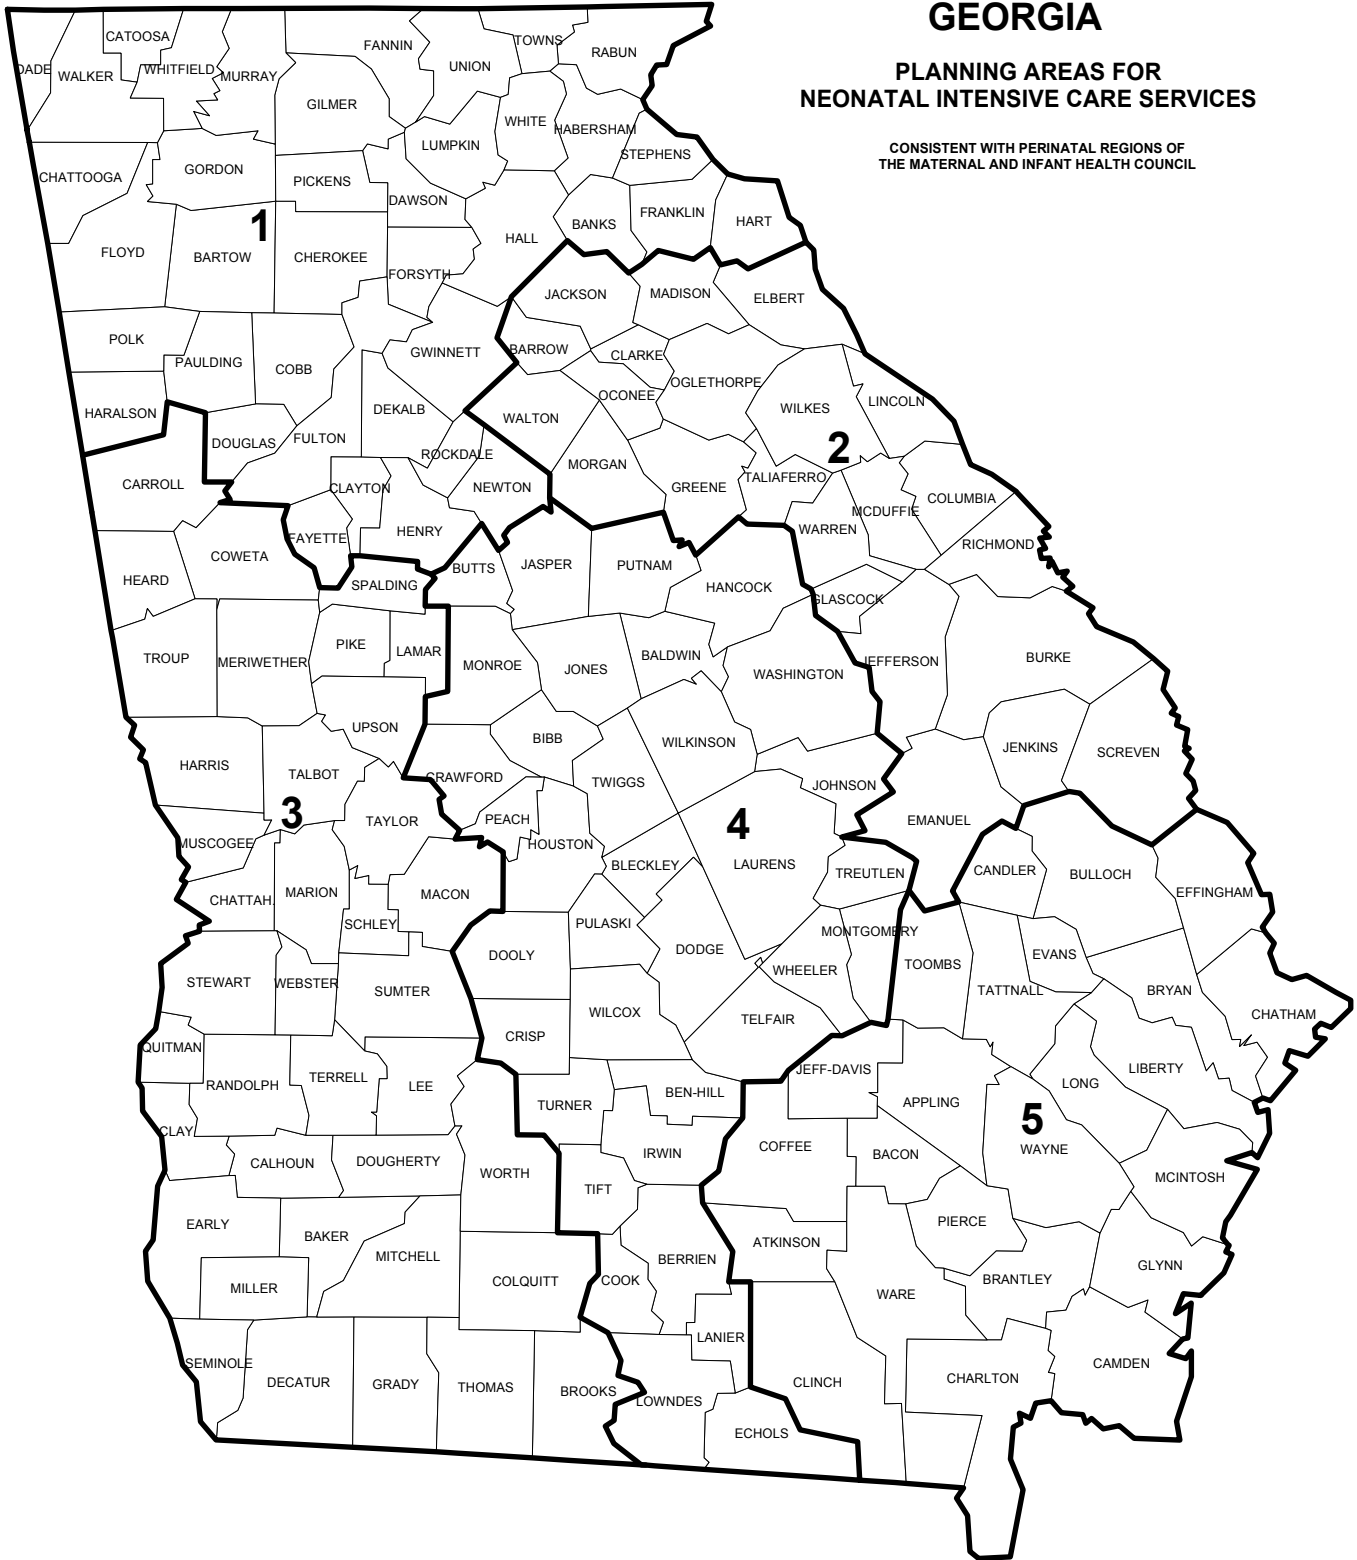 GEORGIA
PLANNING AREAS FOR
NEONATAL INTENSIVE CARE SERVICES
CONSISTENT WITH PERINATAL REGIONS OF
THE MATERNAL AND INFANT HEALTH COUNCIL
CATOOSA
FANNIN
TOWNS
RABUN
DADE
WALKER
WHITFIELD
MURRAY
UNION
GILMER
WHITE
HABERSHAM
LUMPKIN
STEPHENS
CHATTOOGA
GORDON
PICKENS
DAWSON
BANKS
FRANKLIN
HART
1
HALL
FLOYD
BARTOW
CHEROKEE
FORSYTH
JACKSON
MADISON
ELBERT
POLK
PAULDING
COBB
GWINNETT
BARROW
CLARKE
OCONEE
OGLETHORPE
HARALSON
DOUGLAS
FULTON
DEKALB
WALTON
WILKES
LINCOLN
2
ROCKDALE
MORGAN
CARROLL
CLAYTON
NEWTON
GREENE
TALIAFERRO
COLUMBIA
MCDUFFIE
FAYETTE
HENRY
WARREN
RICHMOND
COWETA
HEARD
SPALDING
BUTTS
JASPER
PUTNAM
HANCOCK
GLASCOCK
TROUP
MERIWETHER
PIKE
LAMAR
MONROE
JONES
BALDWIN
WASHINGTON
JEFFERSON
BURKE
UPSON
BIBB
WILKINSON
JENKINS
SCREVEN
HARRIS
TALBOT
CRAWFORD
TWIGGS
JOHNSON
3
TAYLOR
PEACH
4
EMANUEL
MUSCOGEE
HOUSTON
BLECKLEY
LAURENS
TREUTLEN
CANDLER
BULLOCH
EFFINGHAM
CHATTAH.
MARION
MACON
SCHLEY
PULASKI
DODGE
MONTGOMERY
DOOLY
WHEELER
TOOMBS
EVANS
STEWART
WEBSTER
SUMTER
TATTNALL
BRYAN
CHATHAM
WILCOX
TELFAIR
CRISP
QUITMAN
RANDOLPH
TERRELL
LEE
TURNER
BEN-HILL
JEFF-DAVIS
APPLING
LONG
LIBERTY
5
CLAY
CALHOUN
DOUGHERTY
WORTH
IRWIN
COFFEE
BACON
WAYNE
TIFT
MCINTOSH
EARLY
BAKER
MITCHELL
PIERCE
ATKINSON
BERRIEN
COOK
COLQUITT
MILLER
WARE
BRANTLEY
GLYNN
LANIER
SEMINOLE
DECATUR
GRADY
THOMAS
BROOKS
LOWNDES
CLINCH
CHARLTON
CAMDEN
ECHOLS